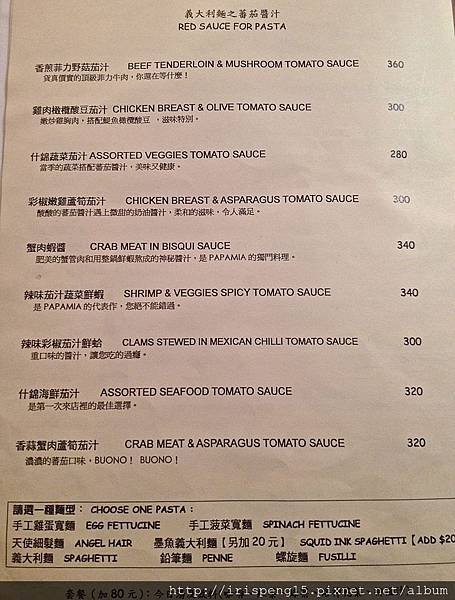 義大利麵之蕃茄醬汁
RED SAUCE FOR PASTA
香煎菲力野菇茄汁 BEEF TENDERLOIN & MUSHROOM TOMATO SAUCE 360
貨真價實的頂級菲力牛肉，你還在等什麼！
雞肉橄欖酸豆茄汁 CHICKEN BREAST & OLIVE TOMATO SAUCE 300
嫩炒雞胸肉，搭配鯷魚橄欖酸豆，滋味特別。
什錦蔬菜茄汁 ASSORTED VEGGIES TOMATO SAUCE 280
當季的蔬菜搭配蕃茄醬汁，美味又健康。
彩椒嫩雞蘆筍茄汁 CHICKEN BREAST & ASPARAGUS TOMATO SAUCE 300
酸酸的蕃茄醬汁遇上微甜的奶油醬汁，柔和的滋味，令人滿足。
蟹肉蝦醬 CRAB MEAT IN BISQUI SAUCE 340
肥美的蟹管肉和用整鍋鮮蝦熬成的神秘醬汁，是 PAPAMIA 的獨門料理。
辣味茄汁蔬菜鮮蝦 SHRIMP & VEGGIES SPICY TOMATO SAUCE 340
是 PAPAMIA 的代表作，您絕不能錯過。
辣味彩椒茄汁鮮蛤 CLAMS STEWED IN MEXICAN CHILLI TOMATO SAUCE 300
重口味的醬汁，讓您吃的過癮。
什錦海鮮茄汁 ASSORTED SEAFOOD TOMATO SAUCE 320
是第一次來店裡的最佳選擇。
香蒜蟹肉蘆筍茄汁 CRAB MEAT & ASPARAGUS TOMATO SAUCE 320
濃濃的蕃茄口味，BUONO！ BUONO！
請選一種麵型： CHOOSE ONE PASTA：
手工雞蛋寬麵 EGG FETTUCINE 手工菠菜寬麵 SPINACH FETTUCINE
天使細髮麵 ANGEL HAIR 墨魚義大利麵【另加 20 元】 SQUID INK SPAGHETTI【ADD $20
義大利麵 SPAGHETTI 鉛筆麵 PENNE 螺旋麵 FUSILLI
套餐（加 80 元）：今日
http://irispeng15.pixnet.net/album